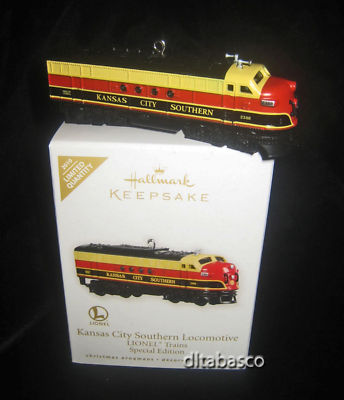 KANSAS CITY SOUTHERN
2388
2010
LIMITED
QUANTITY
Hallmark
KEEPSAKE
KANSAS CITY SOUTHERN
L
LIONEL
Kansas City Southern Locomotive
LIONEL® Trains
Special Edition
christmas ornament
dltabasco